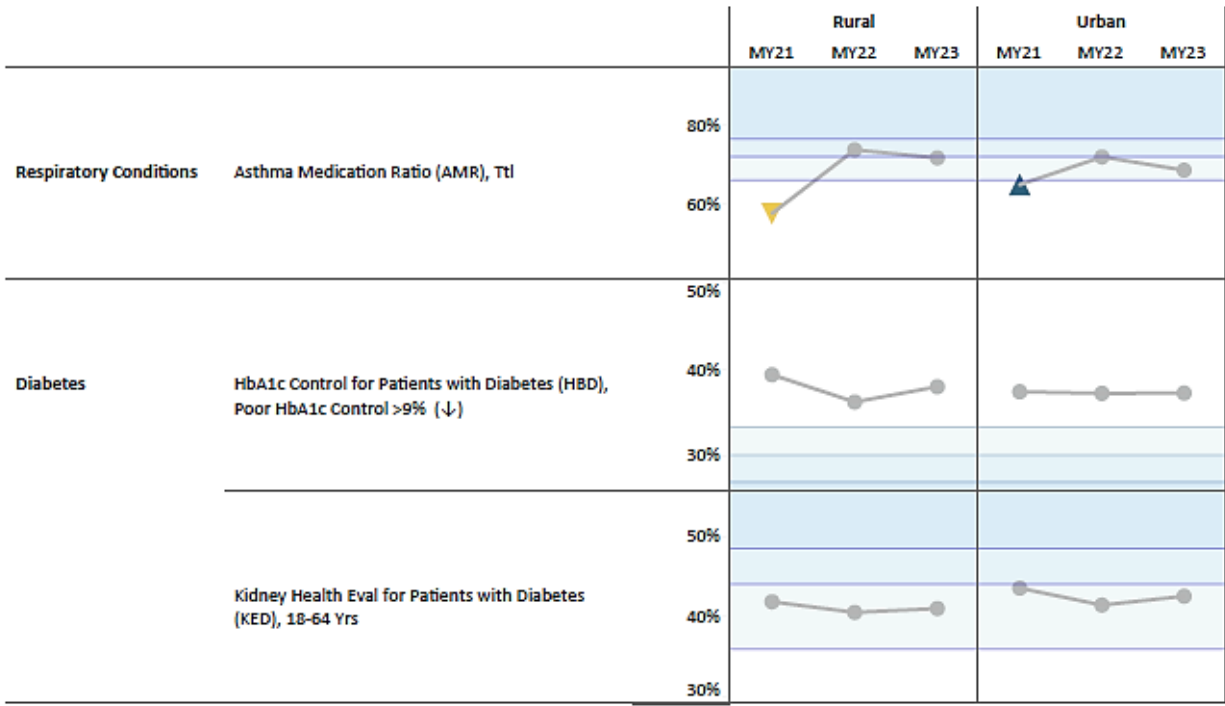 Rural Urban
MY21 MY22 MY23 MY21 MY22 MY23
80%
Respiratory Conditions Asthma Medication Ratio (AMR), Ttl
60%
50%
40%
Diabetes HbA1c Control for Patients with Diabetes (HBD),
Poor HbA1c Control >9% (↓)
30%
50%
Kidney Health Eval for Patients with Diabetes
(KED), 18-64 Yrs
40%
30%